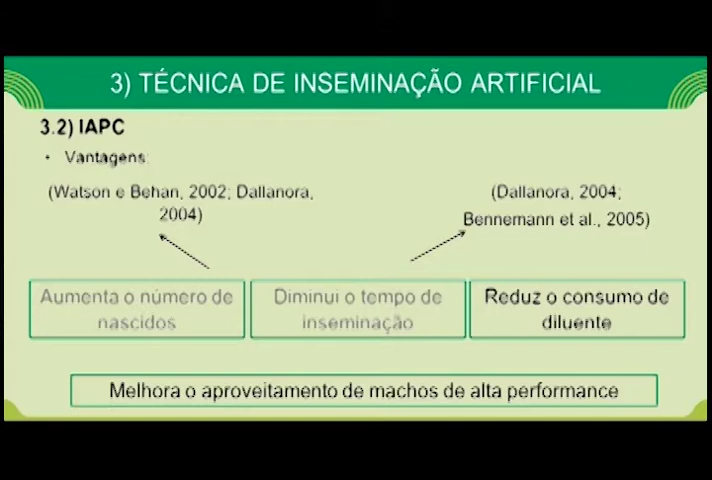 3) TÉCNICA DE INSEMINAÇÃO ARTIFICIAL
3.2) IAPC
• Vantagens:
(Watson e Behan, 2002; Dallanora,
2004)
(Dallanora, 2004;
Bennemann et al., 2005)
Aumenta o número de
nascidos
Diminui o tempo de
inseminação
Reduz o consumo de
diluente
Melhora o aproveitamento de machos de alta performance